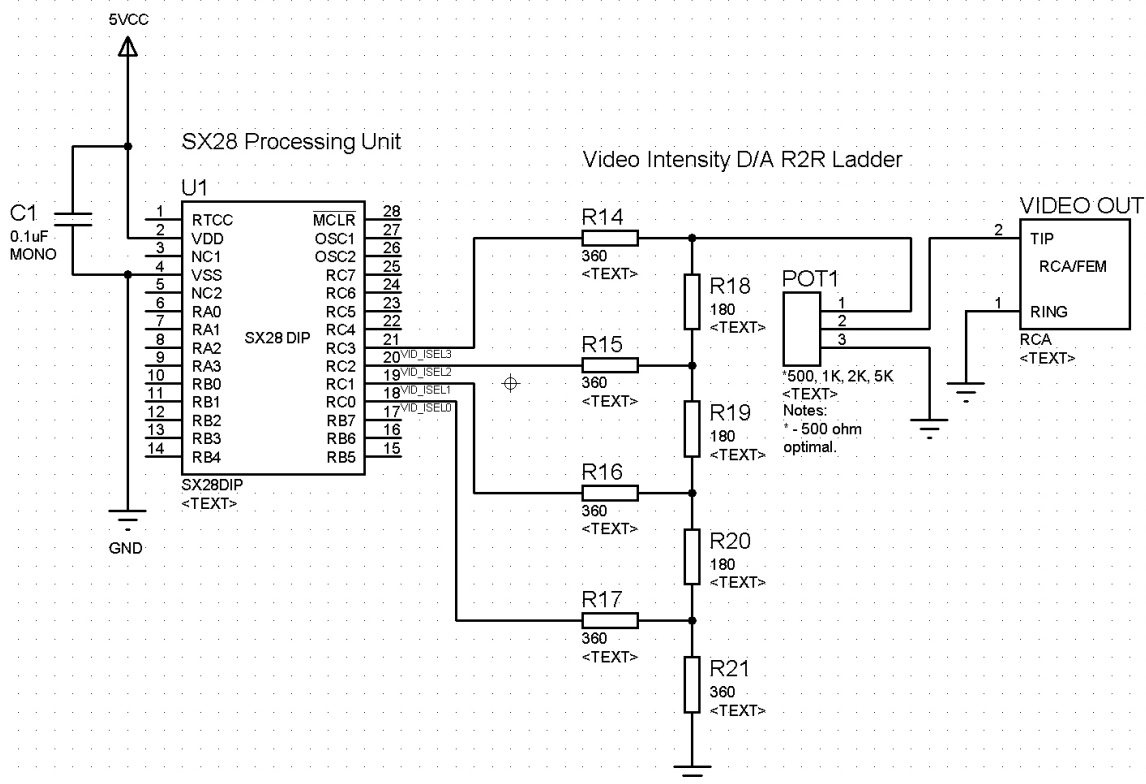 5VCC
SX28 Processing Unit
Video Intensity D/A R2R Ladder
U1
C1
0.1uF
MONO
1 RTCC
2 VDD
3 NC1
4 VSS
5 NC2
6 RA0
7 RA1
8 RA2
9 RA3
10 RB0
11 RB1
12 RB2
13 RB3
14 RB4
SX28 DIP
MCLR 28
OSC1 27
OSC2 26
RC7 25
RC6 24
RC5 23
RC4 22
RC3 21
RC2 20
RC1 19
RC0 18
RB7 17
RB6 16
RB5 15
VID_ISEL3
VID_ISEL2
VID_ISEL1
VID_ISEL0
SX28DIP
<TEXT>
GND
R14
360
<TEXT>
R18
180
<TEXT>
R15
360
<TEXT>
R19
180
<TEXT>
R16
360
<TEXT>
R20
180
<TEXT>
R17
360
<TEXT>
R21
360
<TEXT>
POT1
1
2
3
*500, 1K, 2K, 5K
<TEXT>
Notes:
* - 500 ohm
optimal.
VIDEO OUT
2 TIP
RCA/FEM
1 RING
RCA
<TEXT>